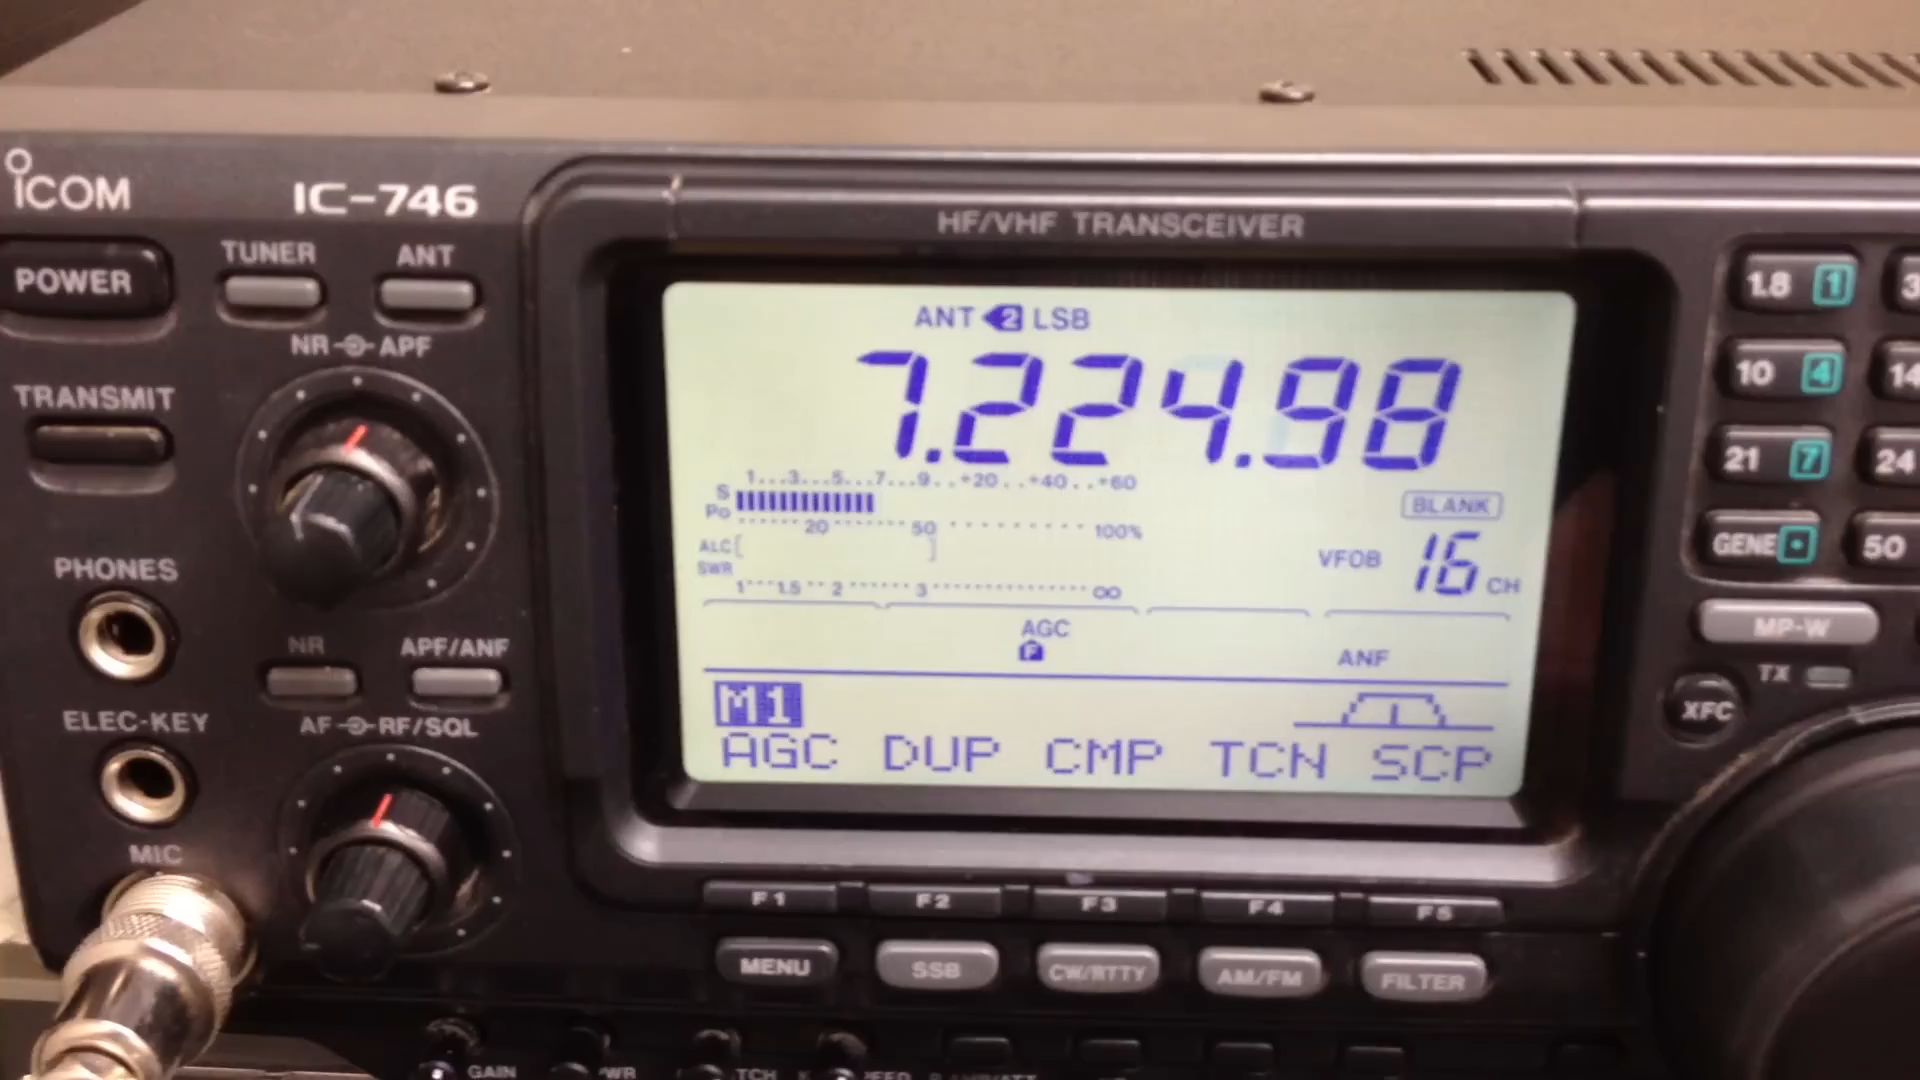 ICOM IC-746
HF/VHF TRANSCEIVER
POWER TUNER ANT
NR APF
TRANSMIT
PHONES
NR APF/ANF
ELEC-KEY
AF RF/SQL
MIC
ANT 2 LSB
7.224.98
1...3...5...7...9..+20..+40..+60
S
Po
20 50 100%
ALC
SWR
1 1.5 2 3 ∞
BLANK
VFOB 16 CH
AGC
F
ANF
M1
AGC DUP CMP TCN SCP
F1 F2 F3 F4 F5
MENU SSB CW/RTTY AM/FM FILTER
1.8 1 3
10 4 14
21 7 24
GENE • 50
MP-W
TX
XFC
GAIN